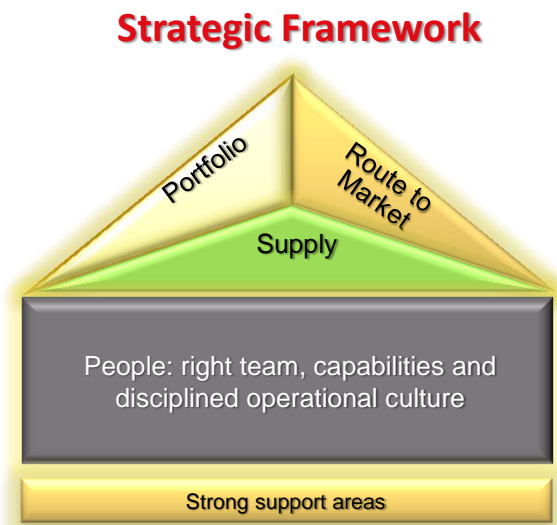 Strategic Framework
Portfolio
Route to
Market
Supply
People: right team, capabilities and
disciplined operational culture
Strong support areas